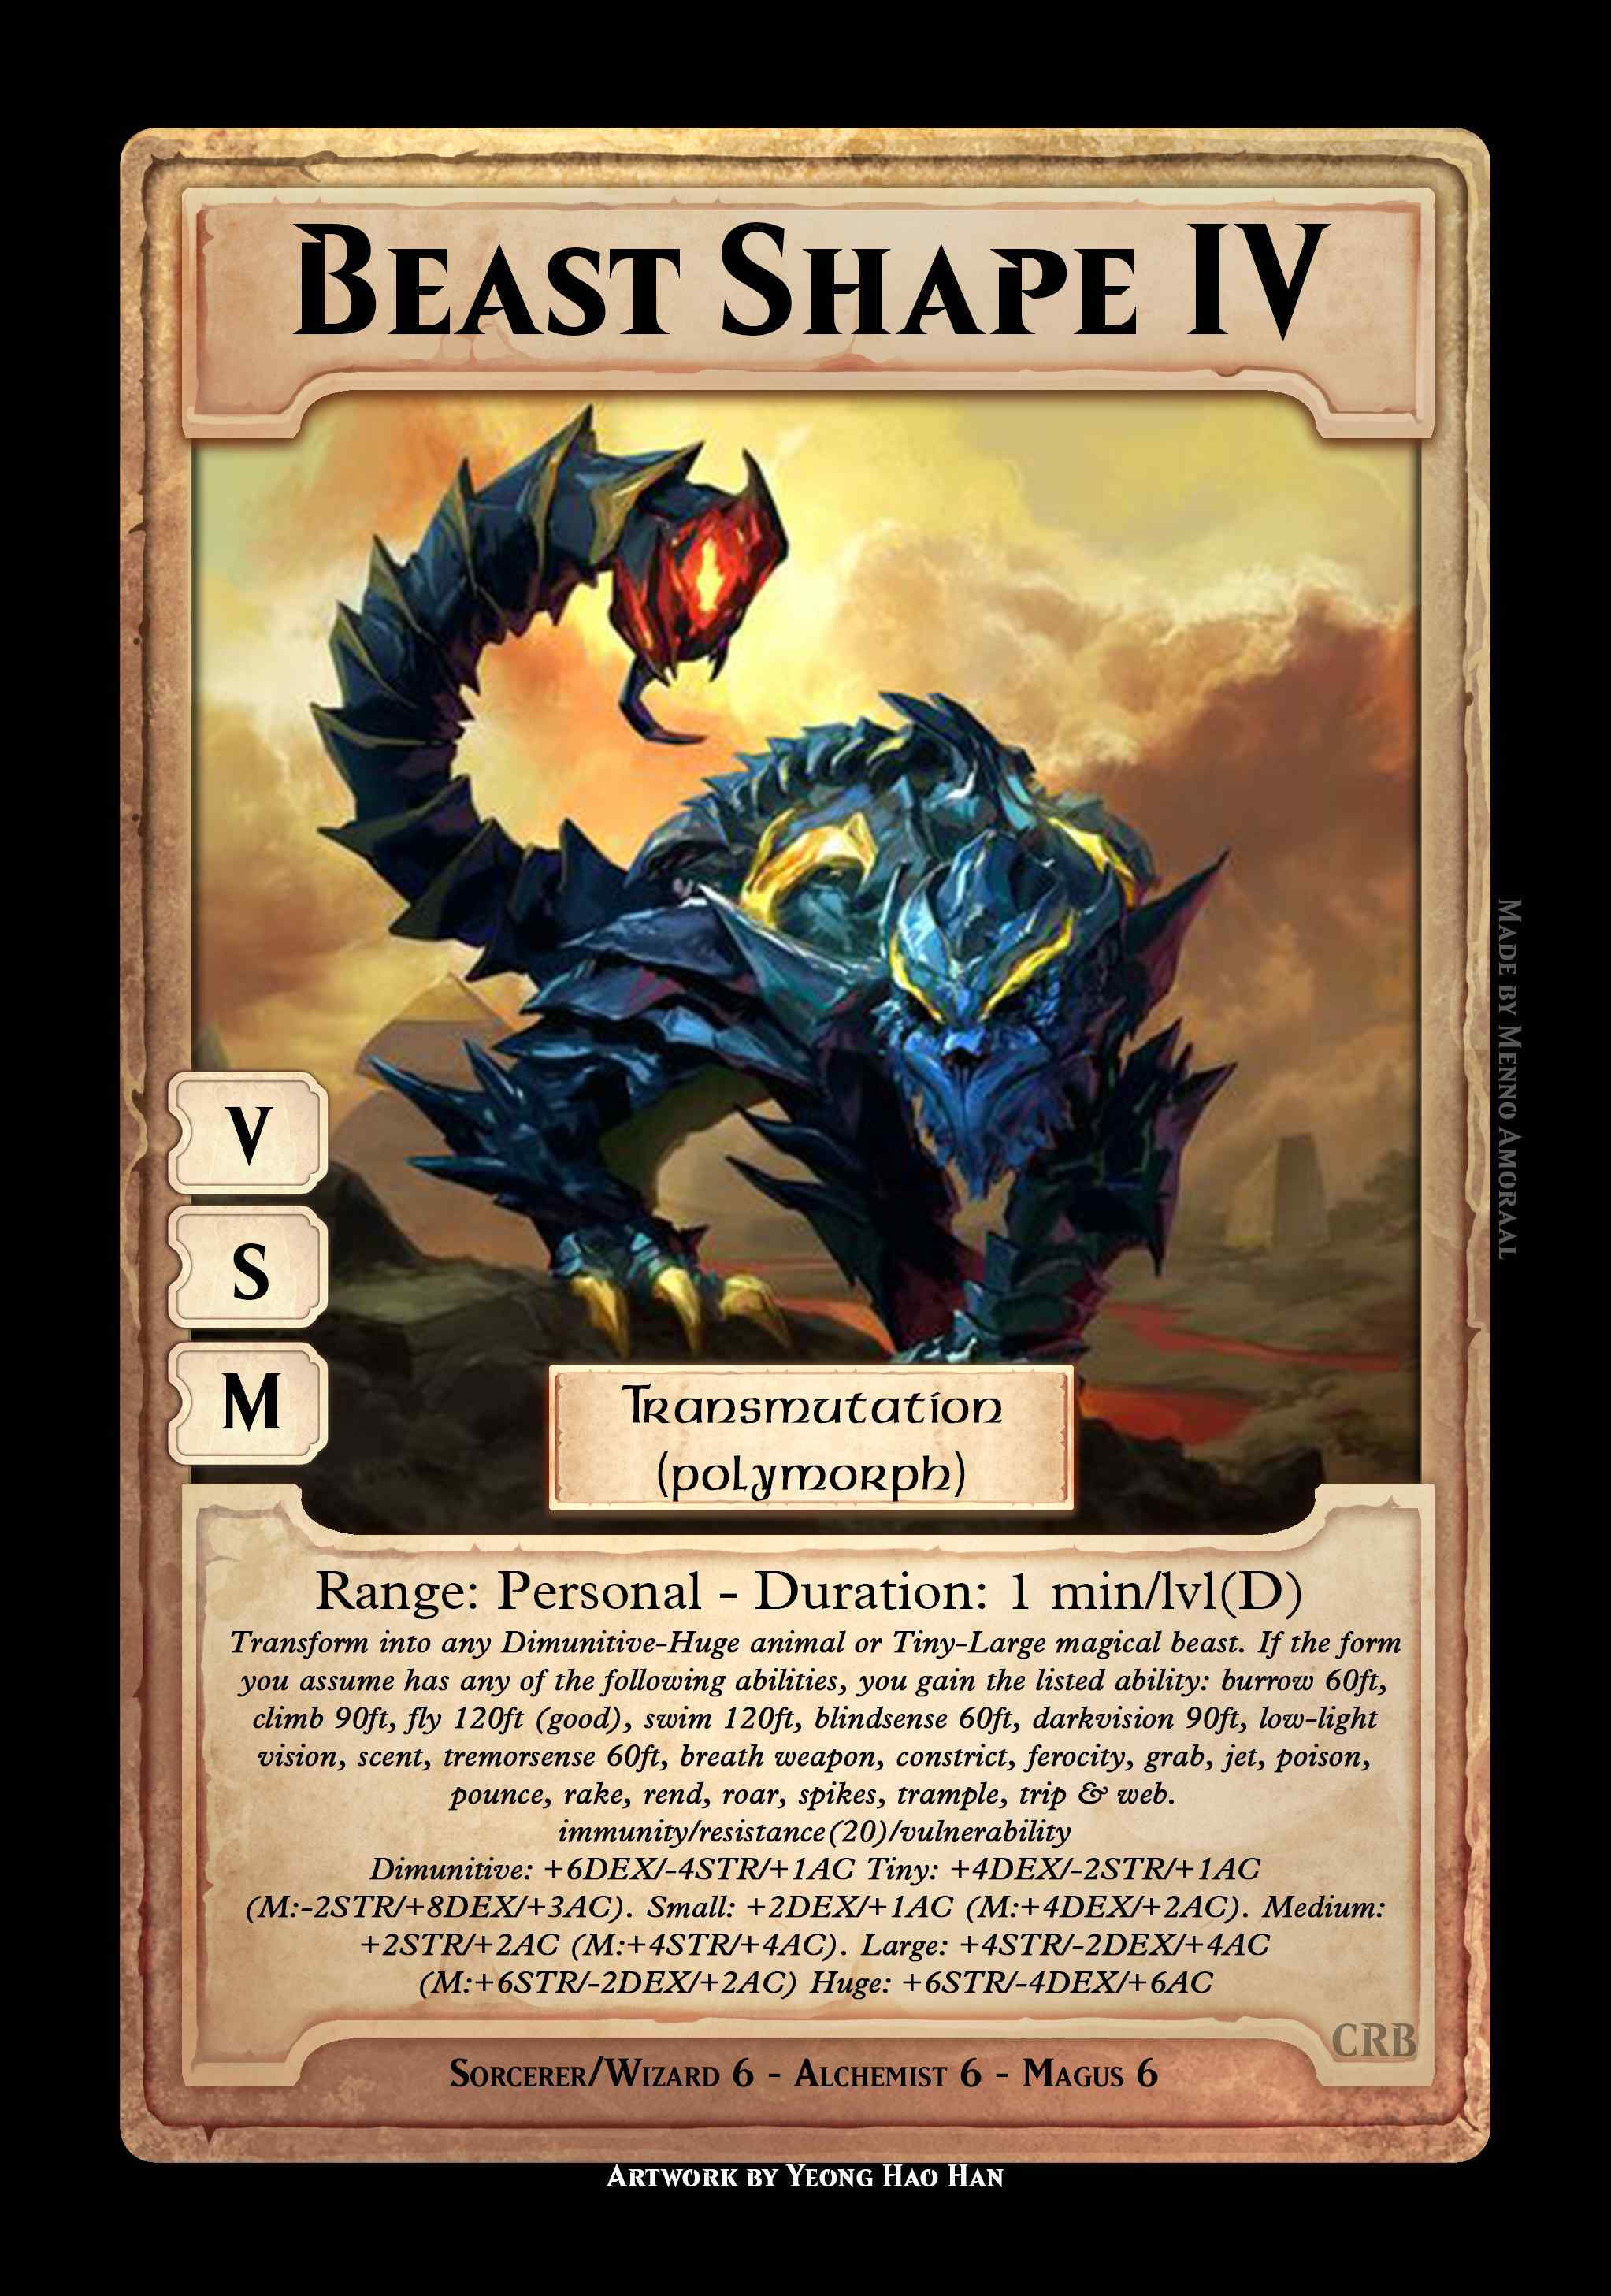 Beast Shape IV
V
S
M
Transmutation
(polymorph)
Range: Personal - Duration: 1 min/lvl(D)
Transform into any Dimunitive-Huge animal or Tiny-Large magical beast. If the form
you assume has any of the following abilities, you gain the listed ability: burrow 60ft,
climb 90ft, fly 120ft (good), swim 120ft, blindsense 60ft, darkvision 90ft, low-light
vision, scent, tremorsense 60ft, breath weapon, constrict, ferocity, grab, jet, poison,
pounce, rake, rend, roar, spikes, trample, trip & web.
immunity/resistance(20)/vulnerability
Dimunitive: +6DEX/-4STR/+1AC Tiny: +4DEX/-2STR/+1AC
(M:-2STR/+8DEX/+3AC). Small: +2DEX/+1AC (M:+4DEX/+2AC). Medium:
+2STR/+2AC (M:+4STR/+4AC). Large: +4STR/-2DEX/+4AC
(M:+6STR/-2DEX/+2AC) Huge: +6STR/-4DEX/+6AC
CRB
Sorcerer/Wizard 6 - Alchemist 6 - Magus 6
Artwork by Yeong Hao Han
Made by Menno Amoraal